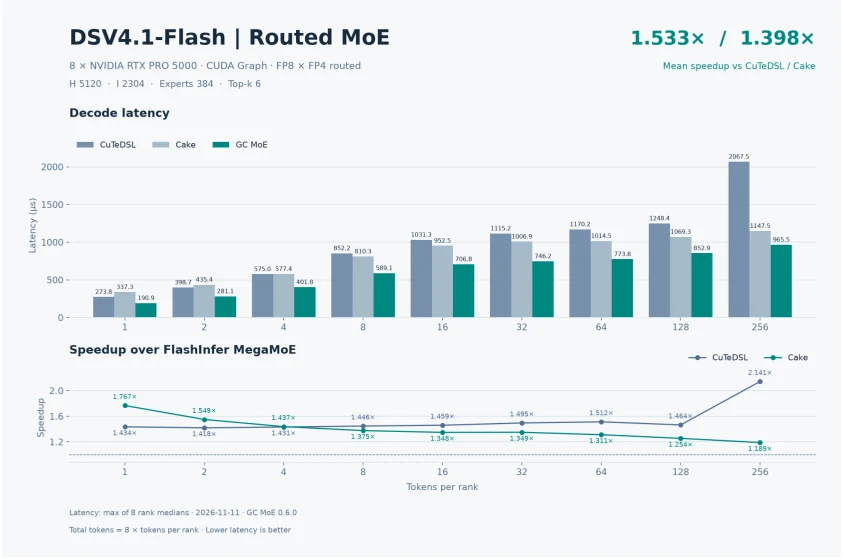 DSV4.1-Flash | Routed MoE
1.533× / 1.398×
8 × NVIDIA RTX PRO 5000 · CUDA Graph · FP8 × FP4 routed
Mean speedup vs CuTeDSL / Cake
H 5120 · I 2304 · Experts 384 · Top-k 6
Decode latency
CuTeDSL Cake GC MoE
Latency (µs)
2000
1500
1000
500
0
273.8 337.3 190.9
398.7 435.4 281.1
575.0 577.4 401.8
852.2 810.3 589.1
1031.3 952.5 706.8
1115.2 1006.9 746.2
1170.2 1014.5 773.8
1248.4 1069.3 852.9
2067.5 1147.5 965.5
1 2 4 8 16 32 64 128 256
Speedup over FlashInfer MegaMoE
CuTeDSL Cake
Speedup
2.0
1.6
1.2
1.767× 1.549× 1.437× 1.446× 1.459× 1.495× 1.512× 1.464× 2.141×
1.434× 1.418× 1.431× 1.375× 1.348× 1.349× 1.311× 1.254× 1.189×
1 2 4 8 16 32 64 128 256
Tokens per rank
Latency: max of 8 rank medians · 2026-11-11 · GC MoE 0.6.0
Total tokens = 8 × tokens per rank · Lower latency is better